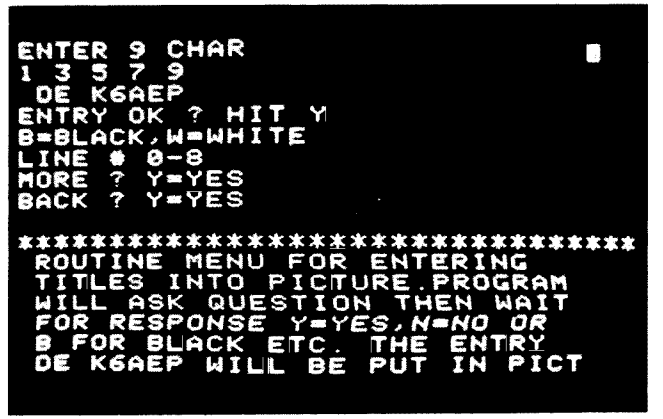 ENTER 9 CHAR
1 3 5 7 9
DE K6AEP
ENTRY OK ? HIT Y
B=BLACK,W=WHITE
LINE # 0-8
MORE ? Y=YES
BACK ? Y=YES
**********************************
ROUTINE MENU FOR ENTERING
TITLES INTO PICTURE.PROGRAM
WILL ASK QUESTION THEN WAIT
FOR RESPONSE Y=YES,N=NO OR
B FOR BLACK ETC. THE ENTRY
DE K6AEP WILL BE PUT IN PICT